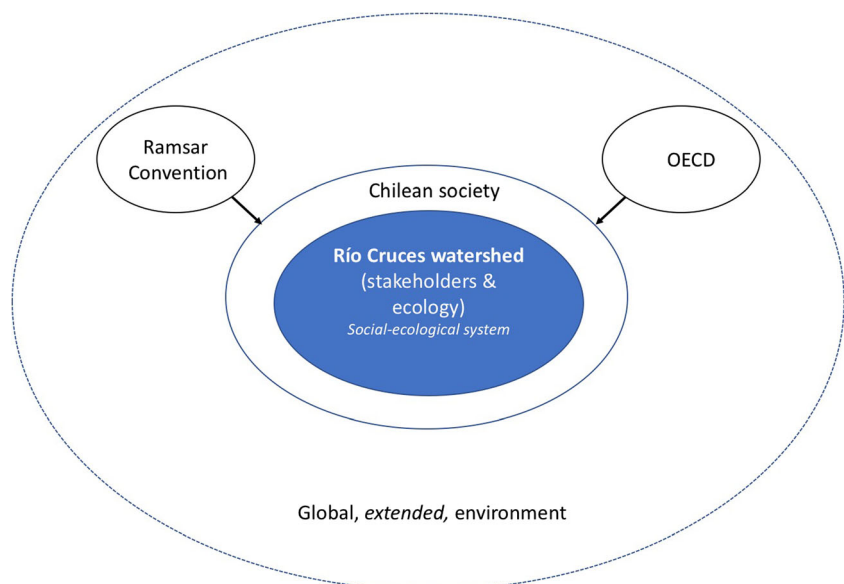 Ramsar
Convention
OECD
Chilean society
Río Cruces watershed
(stakeholders &
ecology)
Social-ecological system
Global, extended, environment